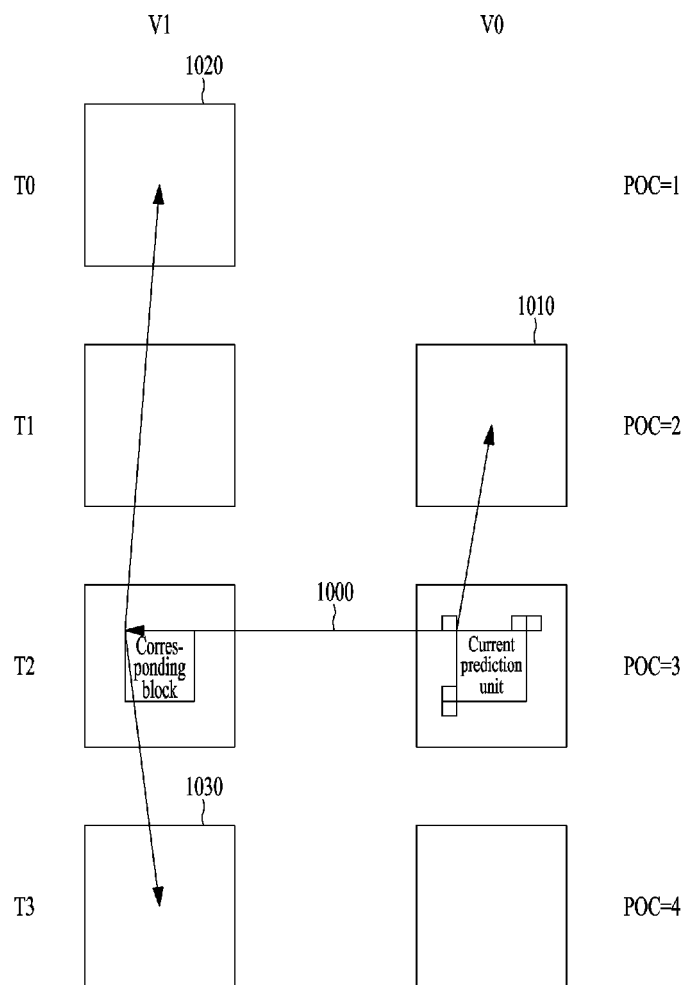 V1 V0
1020
T0 POC=1
1010
T1 POC=2
1000
T2 POC=3
Corres-
ponding
block
Current
prediction
unit
1030
T3 POC=4